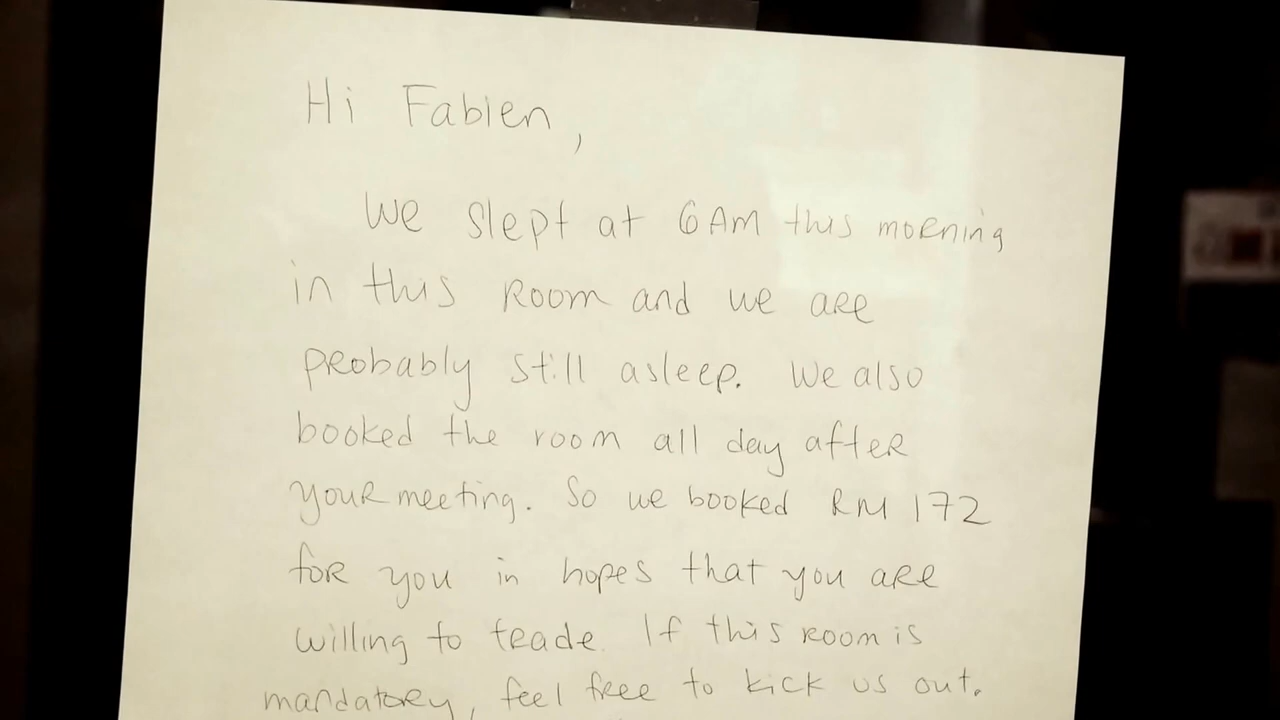 Hi Fabien,
We slept at 6AM this morning
in this room and we are
probably still asleep. We also
booked the room all day after
your meeting. So we booked RM 172
for you in hopes that you are
willing to trade. If this room is
mandatory, feel free to kick us out.